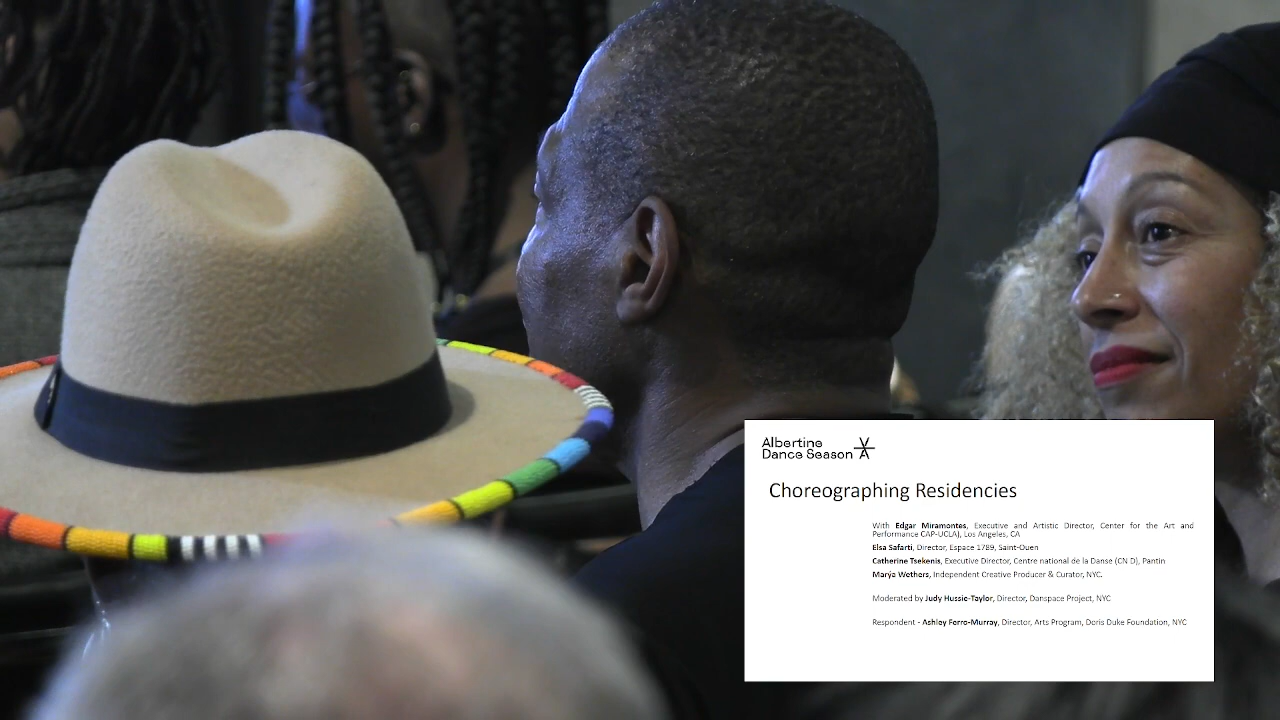 Albertine
Dance Season
V
A
Choreographing Residencies
With Edgar Miramontes, Executive and Artistic Director, Center for the Art and
Performance CAP-UCLA), Los Angeles, CA
Elsa Safarti, Director, Espace 1789, Saint-Ouen
Catherine Tsekenis, Executive Director, Centre national de la Danse (CN D), Pantin
Marýa Wethers, Independent Creative Producer & Curator, NYC.
Moderated by Judy Hussie-Taylor, Director, Danspace Project, NYC
Respondent - Ashley Ferro-Murray, Director, Arts Program, Doris Duke Foundation, NYC